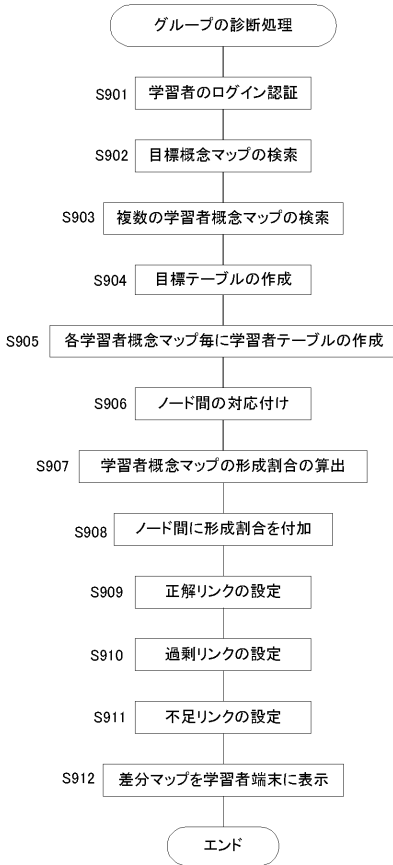 グループの診断処理
S901 学習者のログイン認証
S902 目標概念マップの検索
S903 複数の学習者概念マップの検索
S904 目標テーブルの作成
S905 各学習者概念マップ毎に学習者テーブルの作成
S906 ノード間の対応付け
S907 学習者概念マップの形成割合の算出
S908 ノード間に形成割合を付加
S909 正解リンクの設定
S910 過剰リンクの設定
S911 不足リンクの設定
S912 差分マップを学習者端末に表示
エンド